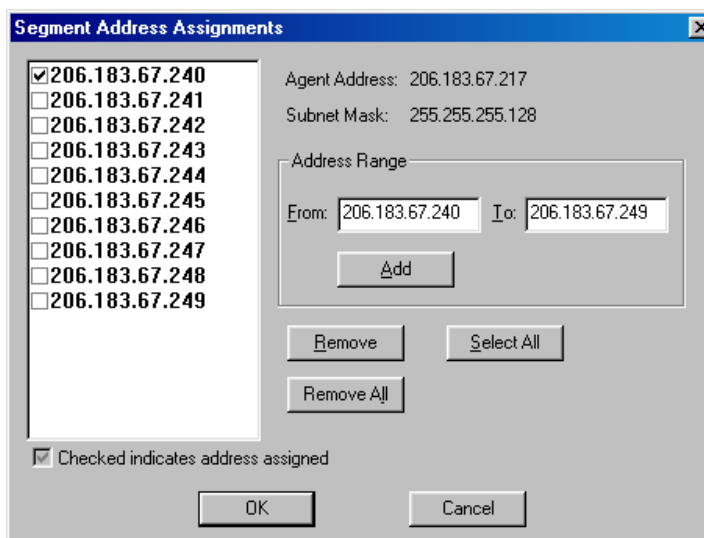 Segment Address Assignments
206.183.67.240
206.183.67.241
206.183.67.242
206.183.67.243
206.183.67.244
206.183.67.245
206.183.67.246
206.183.67.247
206.183.67.248
206.183.67.249
Agent Address: 206.183.67.217
Subnet Mask: 255.255.255.128
Address Range
From: 206.183.67.240 To: 206.183.67.249
Add
Remove Select All
Remove All
Checked indicates address assigned
OK Cancel